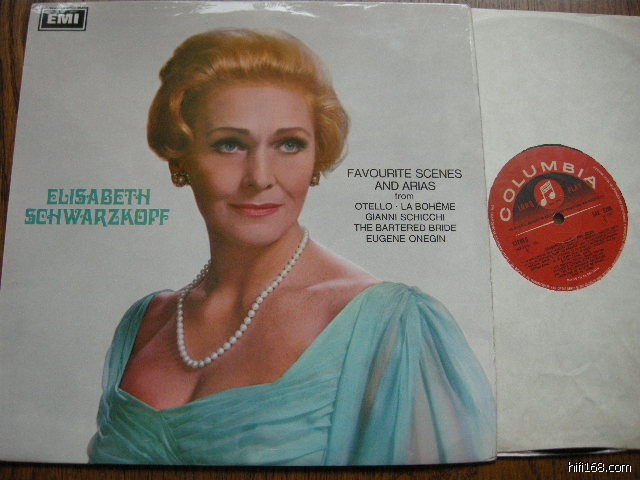 EMI
ELISABETH
SCHWARZKOPF
FAVOURITE SCENES
AND ARIAS
from
OTELLO · LA BOHÈME
GIANNI SCHICCHI
THE BARTERED BRIDE
EUGENE ONEGIN
COLUMBIA
hifi168.com